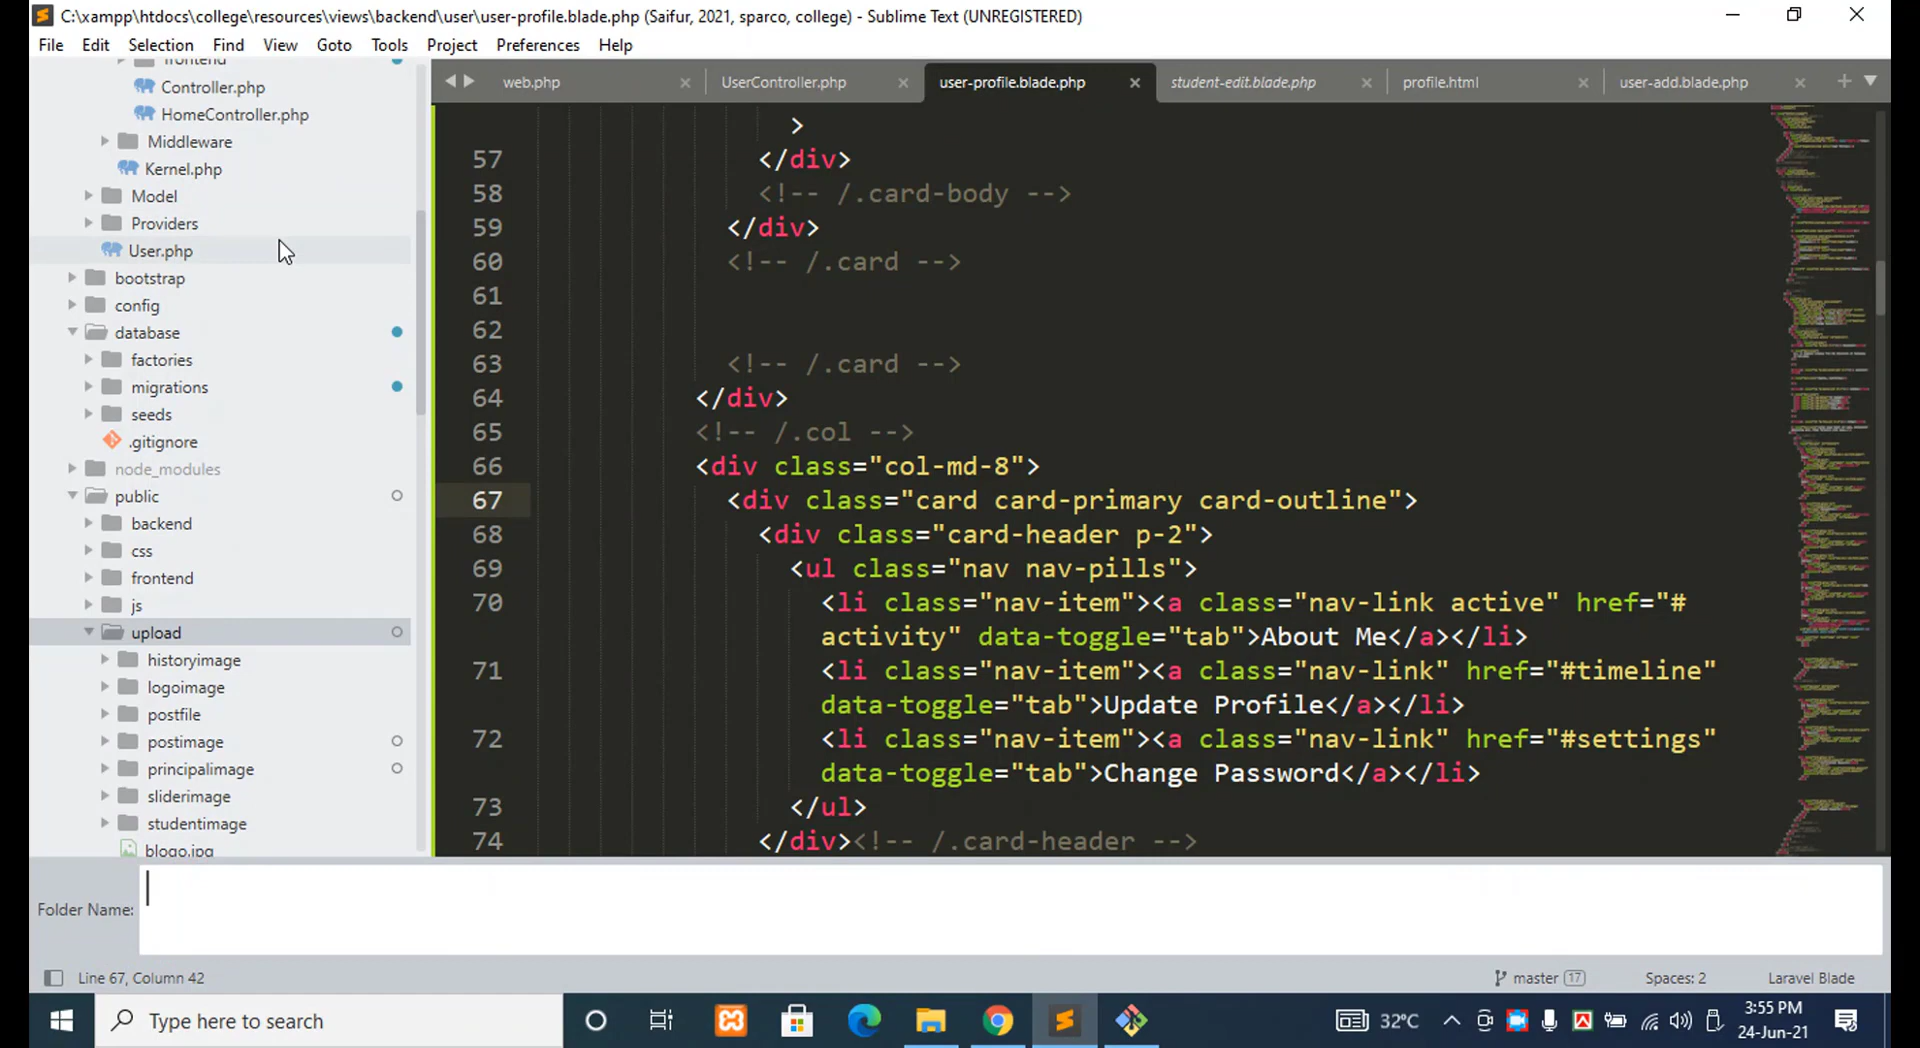 C:\xampp\htdocs\college\resources\views\backend\user\user-profile.blade.php (Saifur, 2021, sparco, college) - Sublime Text (UNREGISTERED)
File Edit Selection Find View Goto Tools Project Preferences Help
frontend
Controller.php
HomeController.php
Middleware
Kernel.php
Model
Providers
User.php
bootstrap
config
database
factories
migrations
seeds
.gitignore
node_modules
public
backend
css
frontend
js
upload
historyimage
logoimage
postfile
postimage
principalimage
sliderimage
studentimage
blogo.jpg
web.php UserController.php user-profile.blade.php student-edit.blade.php profile.html user-add.blade.php
>
57 </div>
58 <!-- /.card-body -->
59 </div>
60 <!-- /.card -->
61
62
63 <!-- /.card -->
64 </div>
65 <!-- /.col -->
66 <div class="col-md-8">
67 <div class="card card-primary card-outline">
68 <div class="card-header p-2">
69 <ul class="nav nav-pills">
70 <li class="nav-item"><a class="nav-link active" href="#
activity" data-toggle="tab">About Me</a></li>
71 <li class="nav-item"><a class="nav-link" href="#timeline"
data-toggle="tab">Update Profile</a></li>
72 <li class="nav-item"><a class="nav-link" href="#settings"
data-toggle="tab">Change Password</a></li>
73 </ul>
74 </div><!-- /.card-header -->
Folder Name:
Line 67, Column 42 master 17 Spaces: 2 Laravel Blade
Type here to search
32°C
3:55 PM
24-Jun-21